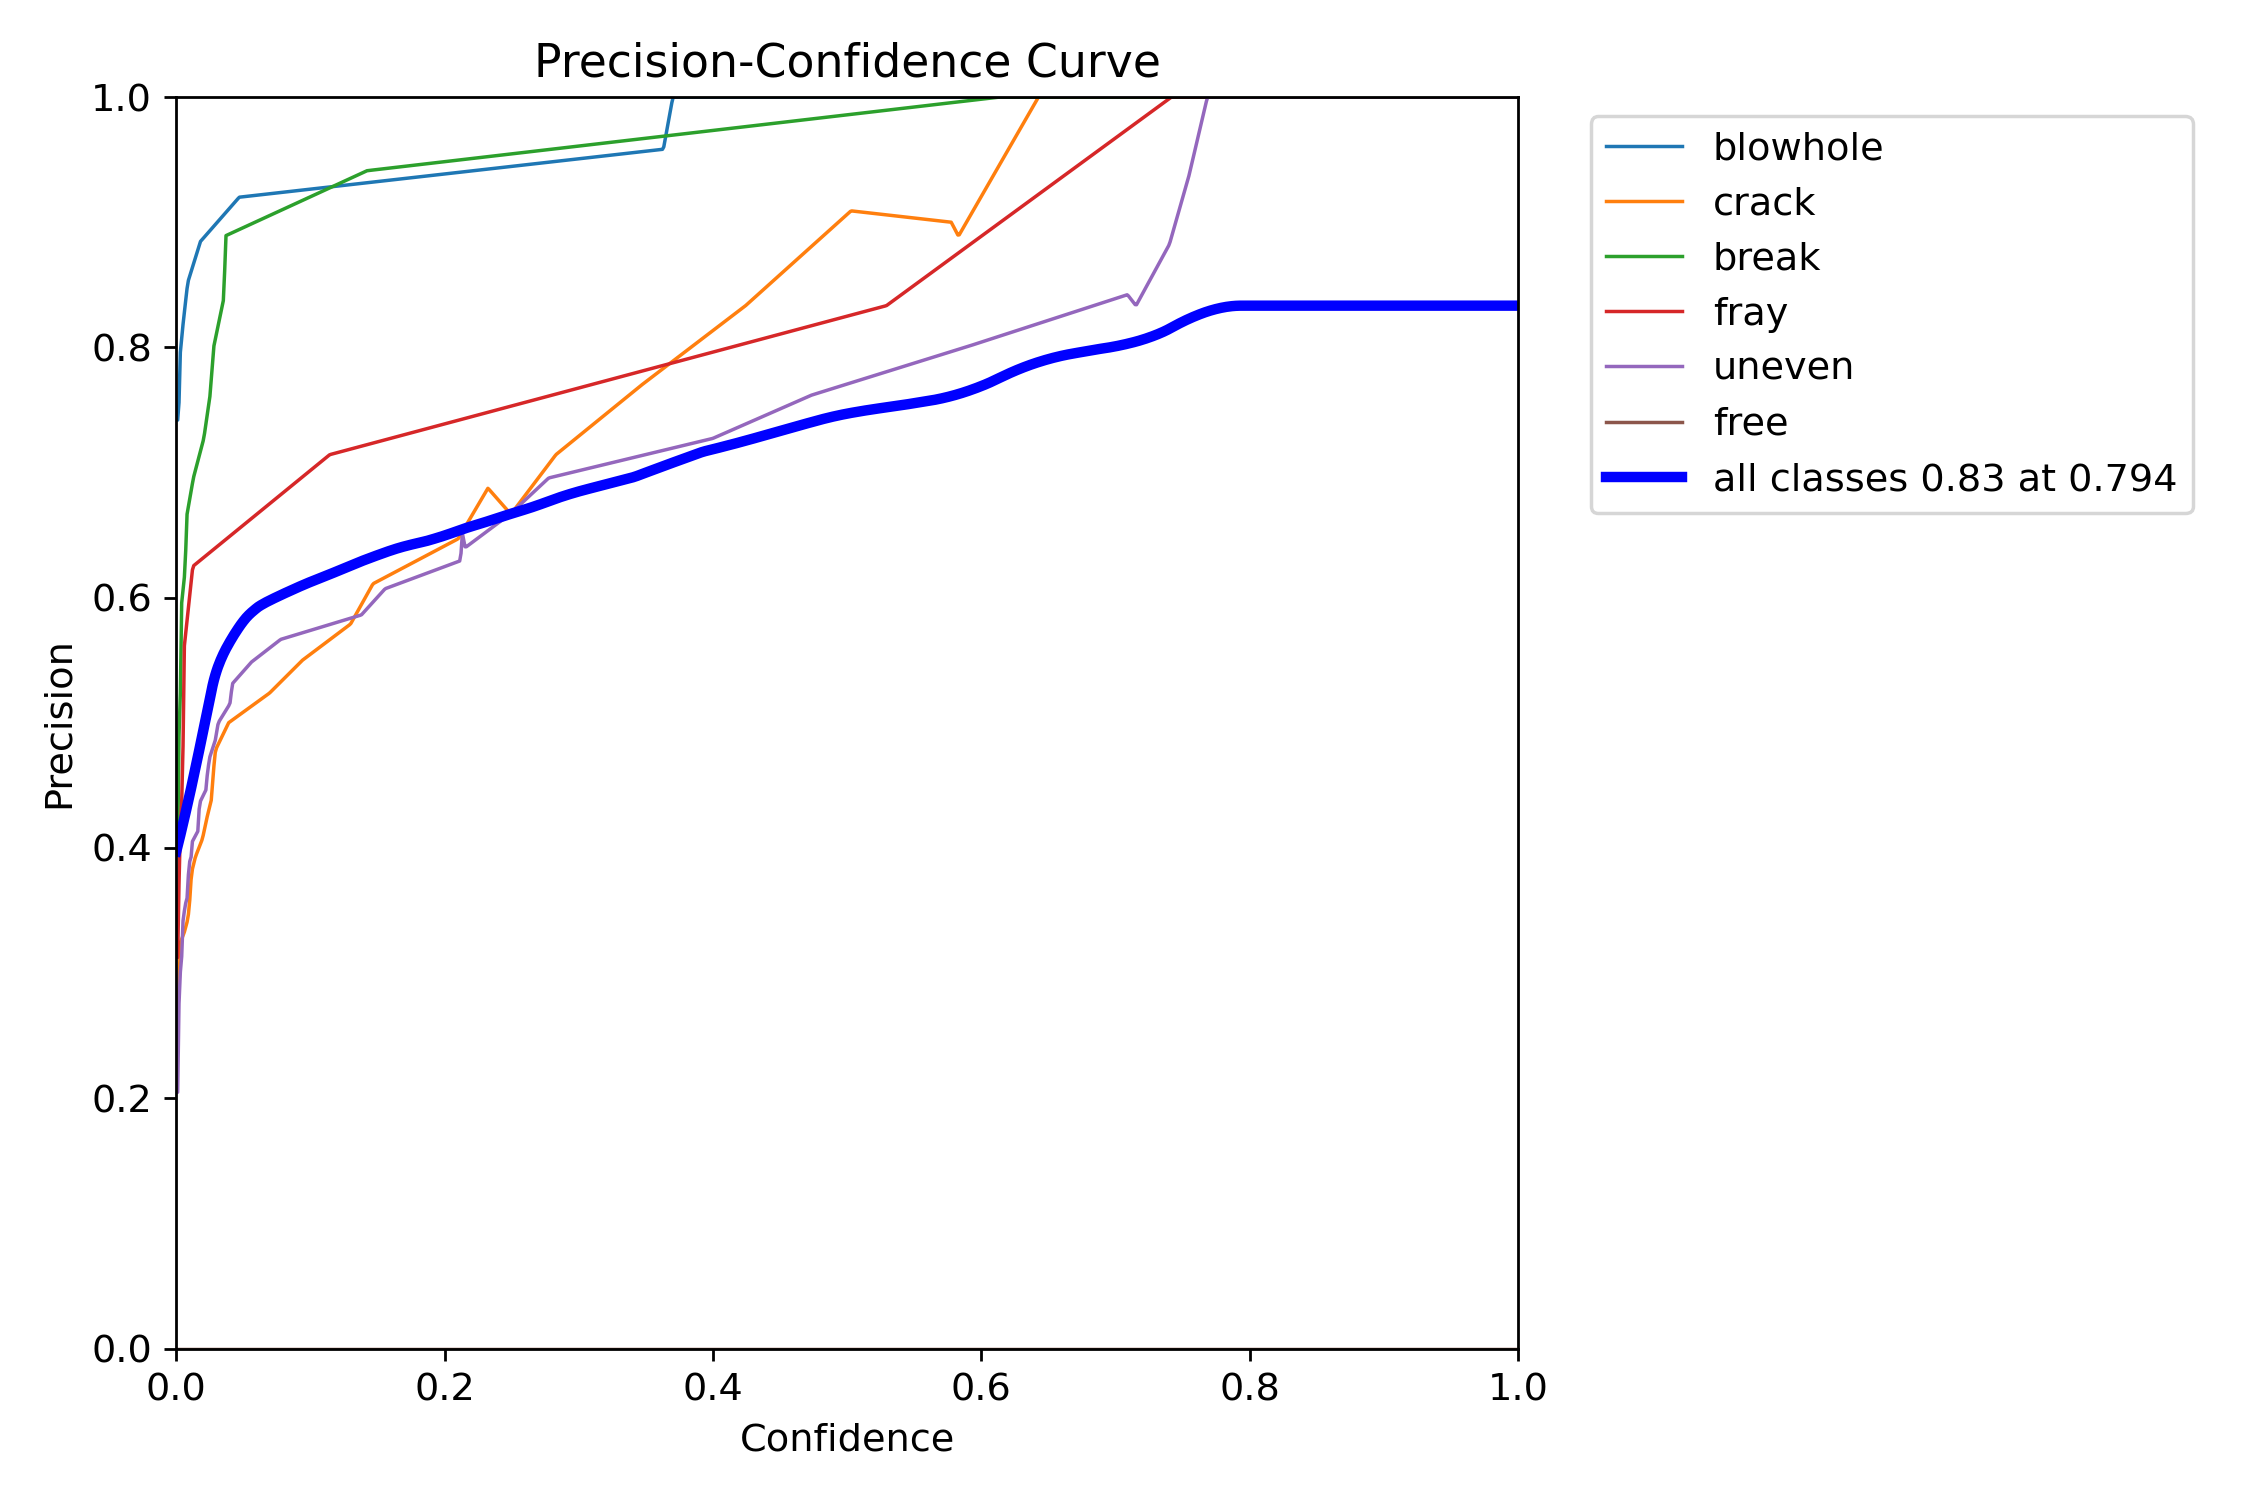 Precision-Confidence Curve
1.0
0.8
0.6
0.4
0.2
0.0
Precision
0.0 0.2 0.4 0.6 0.8 1.0
Confidence
blowhole
crack
break
fray
uneven
free
all classes 0.83 at 0.794